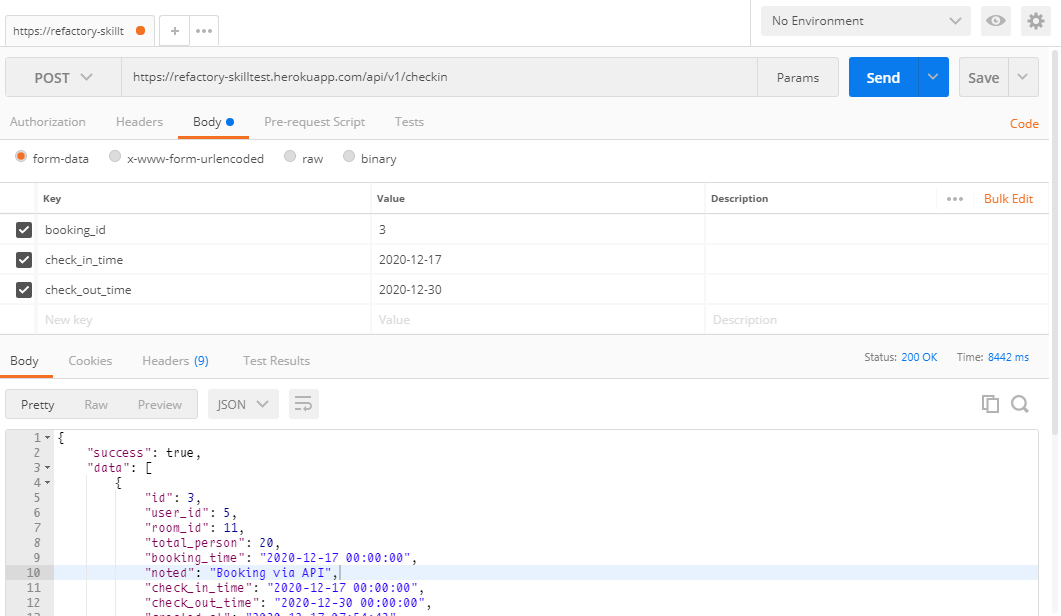 https://refactory-skillt
+
No Environment
POST
https://refactory-skilltest.herokuapp.com/api/v1/checkin
Params
Send
Save
Authorization
Headers
Body
Pre-request Script
Tests
Code
form-data
x-www-form-urlencoded
raw
binary
Key Value Description
Bulk Edit
booking_id 3
check_in_time 2020-12-17
check_out_time 2020-12-30
New key Value Description
Body
Cookies
Headers (9)
Test Results
Status: 200 OK
Time: 8442 ms
Pretty
Raw
Preview
JSON
1 {
2 "success": true,
3 "data": [
4 {
5 "id": 3,
6 "user_id": 5,
7 "room_id": 11,
8 "total_person": 20,
9 "booking_time": "2020-12-17 00:00:00",
10 "noted": "Booking via API",
11 "check_in_time": "2020-12-17 00:00:00",
12 "check_out_time": "2020-12-30 00:00:00",